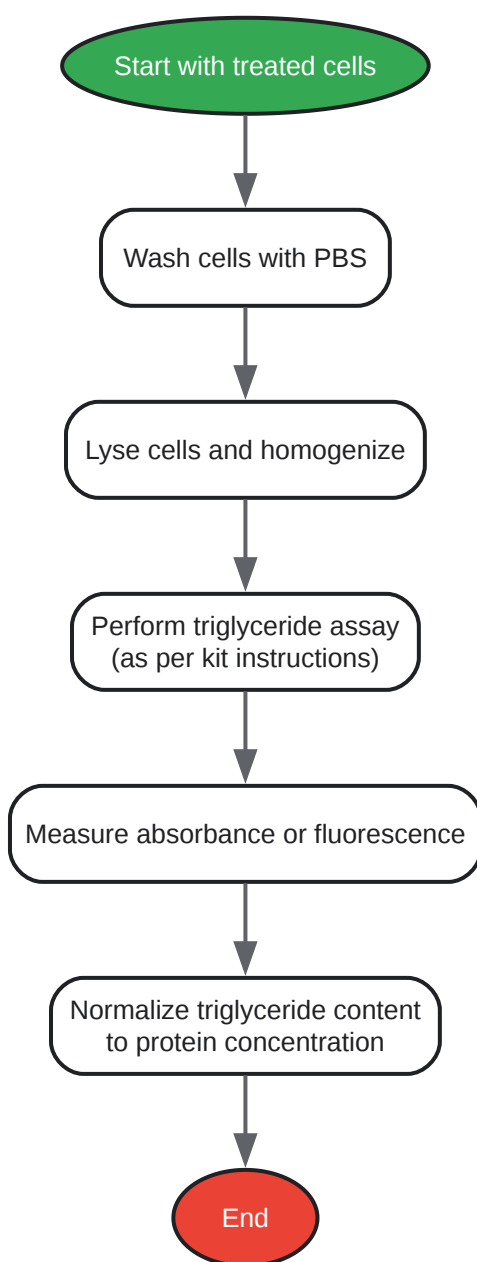 Start with treated cells
Wash cells with PBS
Lyse cells and homogenize
Perform triglyceride assay
(as per kit instructions)
Measure absorbance or fluorescence
Normalize triglyceride content
to protein concentration
End